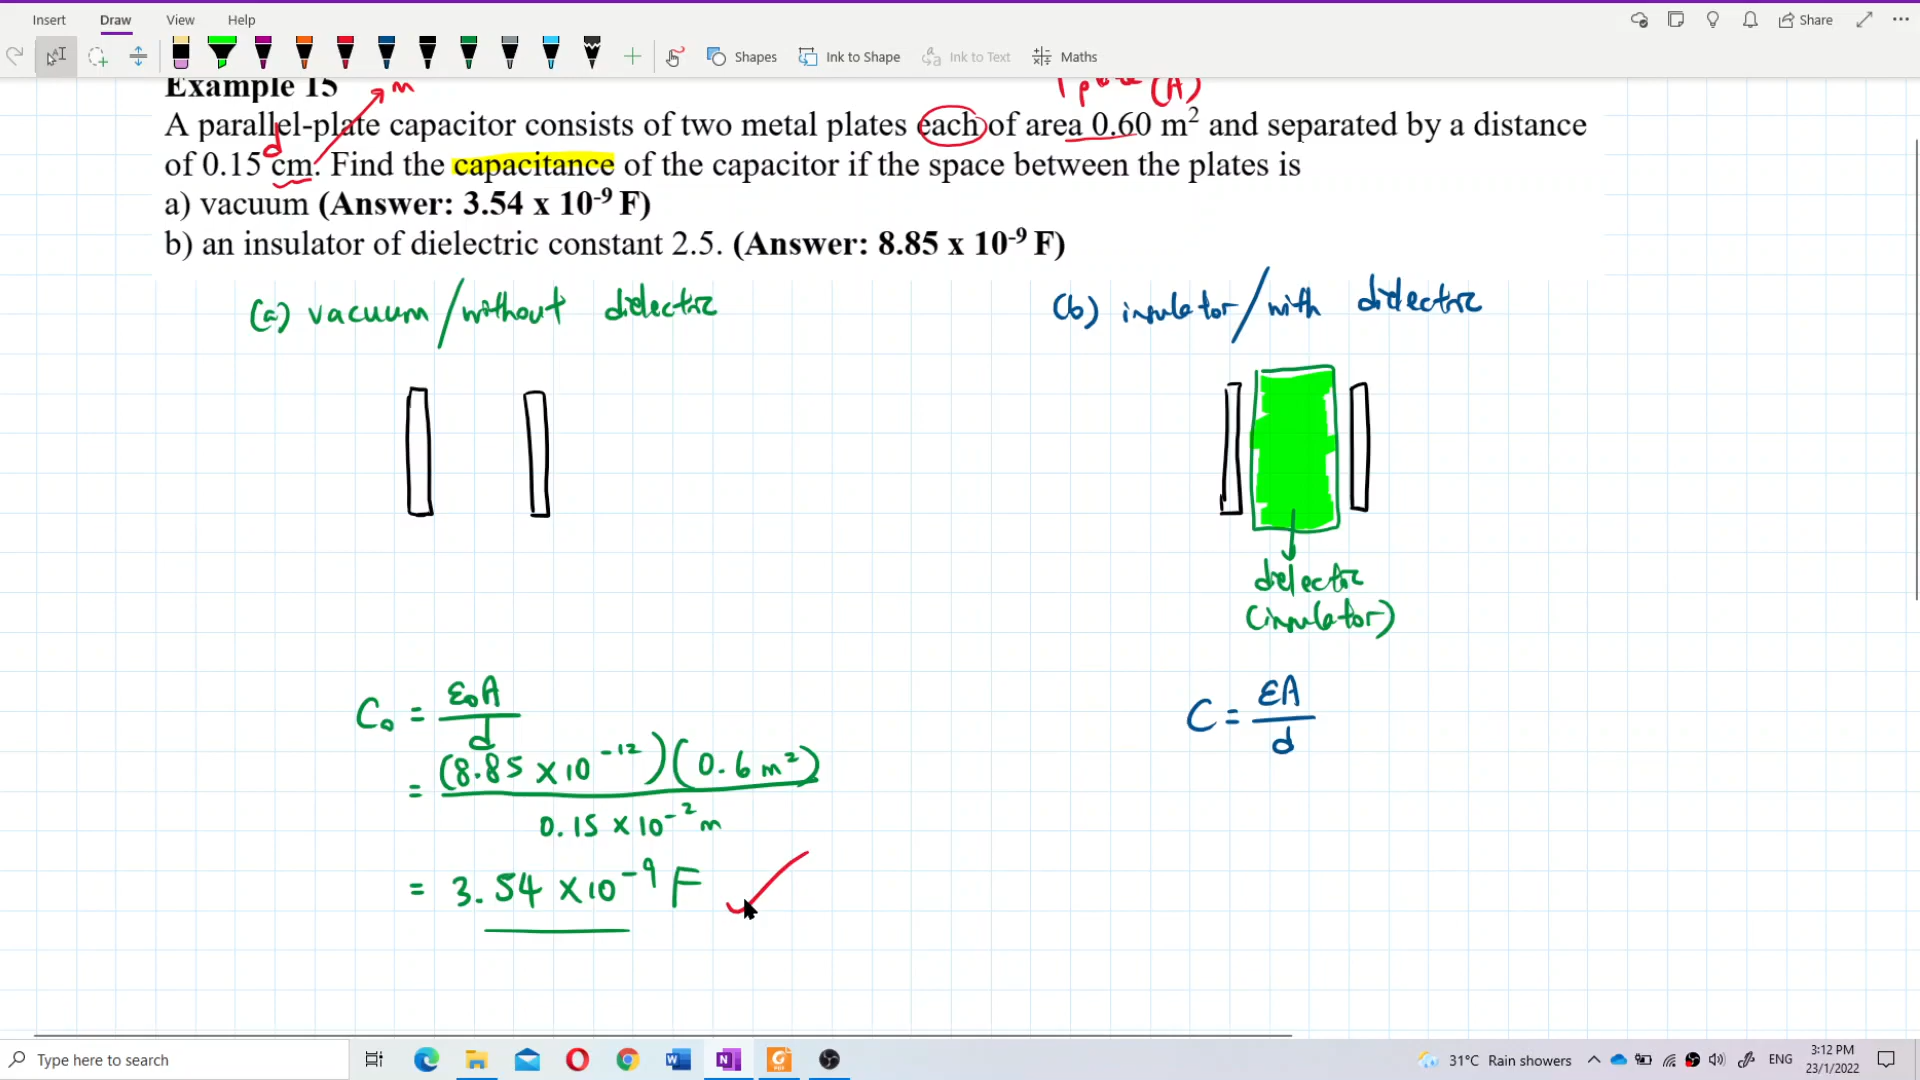 Insert Draw View Help
Share
Shapes Ink to Shape Ink to Text Maths
Example 15
m
1 plate (A)
A parallel-plate capacitor consists of two metal plates each of area 0.60 m² and separated by a distance
d
of 0.15 cm. Find the capacitance of the capacitor if the space between the plates is
a) vacuum (Answer: 3.54 x 10⁻⁹ F)
b) an insulator of dielectric constant 2.5. (Answer: 8.85 x 10⁻⁹ F)
(a) vacuum/without dielectric
(b) insulator/with dielectric
dielectric
(insulator)
C₀ = ε₀A / d
= (8.85 × 10⁻¹²)(0.6 m²) / 0.15 × 10⁻² m
= 3.54 × 10⁻⁹ F
C = εA / d
Type here to search
31°C Rain showers
ENG
3:12 PM
23/1/2022